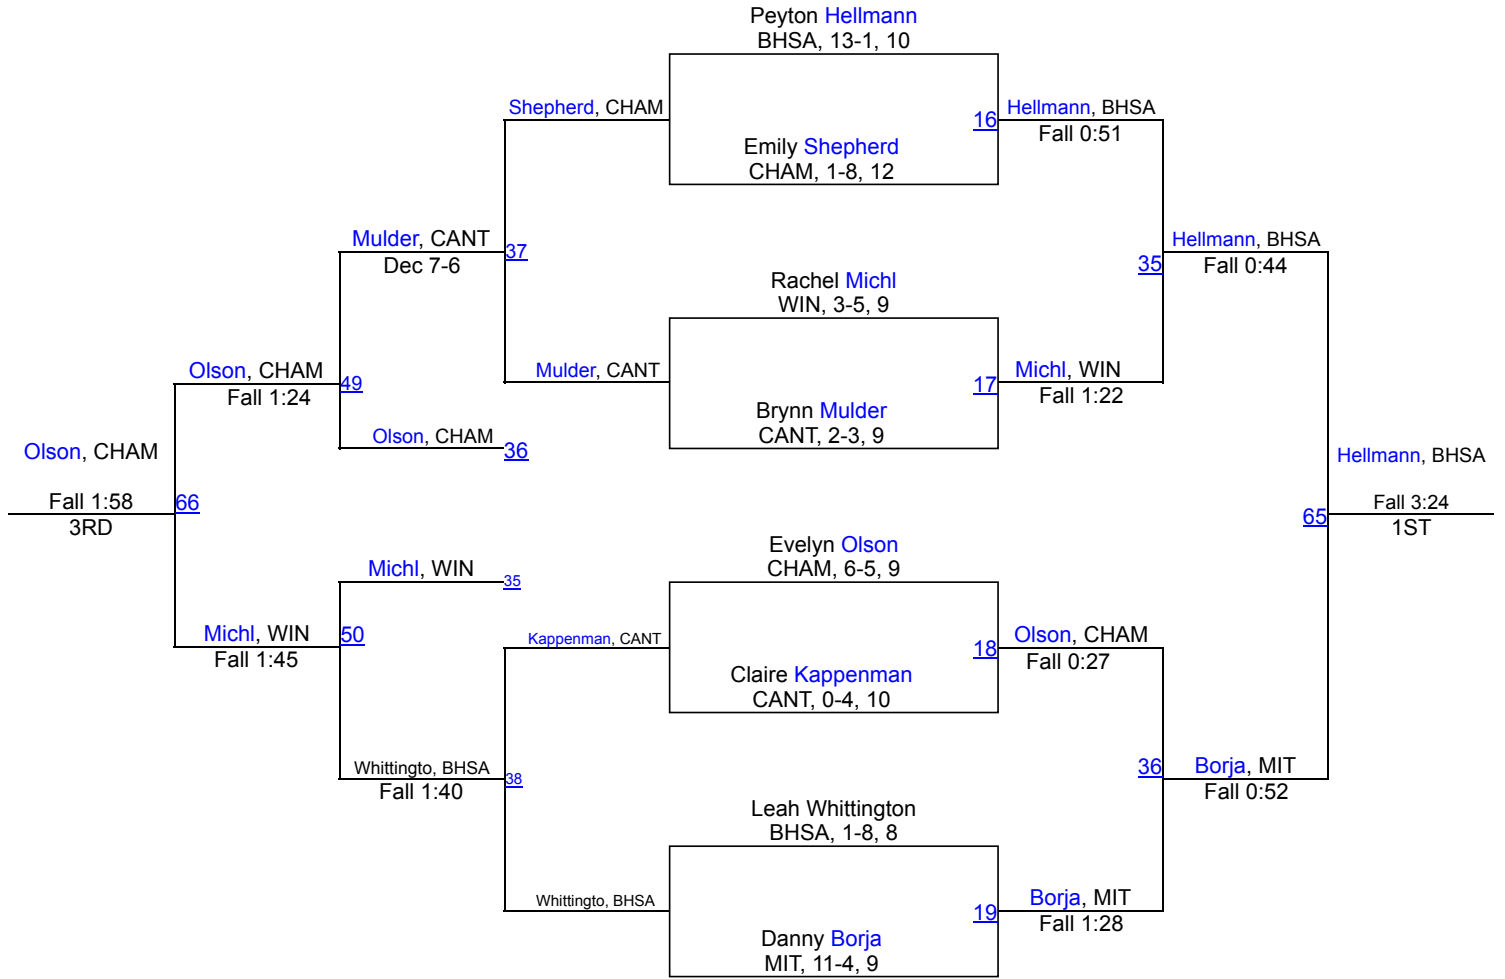 Peyton Hellmann
BHSA, 13-1, 10
Shepherd, CHAM
16
Hellmann, BHSA
Fall 0:51
Emily Shepherd
CHAM, 1-8, 12
Mulder, CANT
Dec 7-6
37
35
Hellmann, BHSA
Fall 0:44
Rachel Michl
WIN, 3-5, 9
Mulder, CANT
17
Michl, WIN
Fall 1:22
Brynn Mulder
CANT, 2-3, 9
Olson, CHAM
Fall 1:24
49
Olson, CHAM
36
Olson, CHAM
Fall 1:58
3RD
66
Hellmann, BHSA
65
Fall 3:24
1ST
Evelyn Olson
CHAM, 6-5, 9
Michl, WIN
35
Michl, WIN
Fall 1:45
50
Kappenman, CANT
18
Olson, CHAM
Fall 0:27
Claire Kappenman
CANT, 0-4, 10
Whittingto, BHSA
Fall 1:40
38
36
Borja, MIT
Fall 0:52
Leah Whittington
BHSA, 1-8, 8
Whittingto, BHSA
19
Borja, MIT
Fall 1:28
Danny Borja
MIT, 11-4, 9